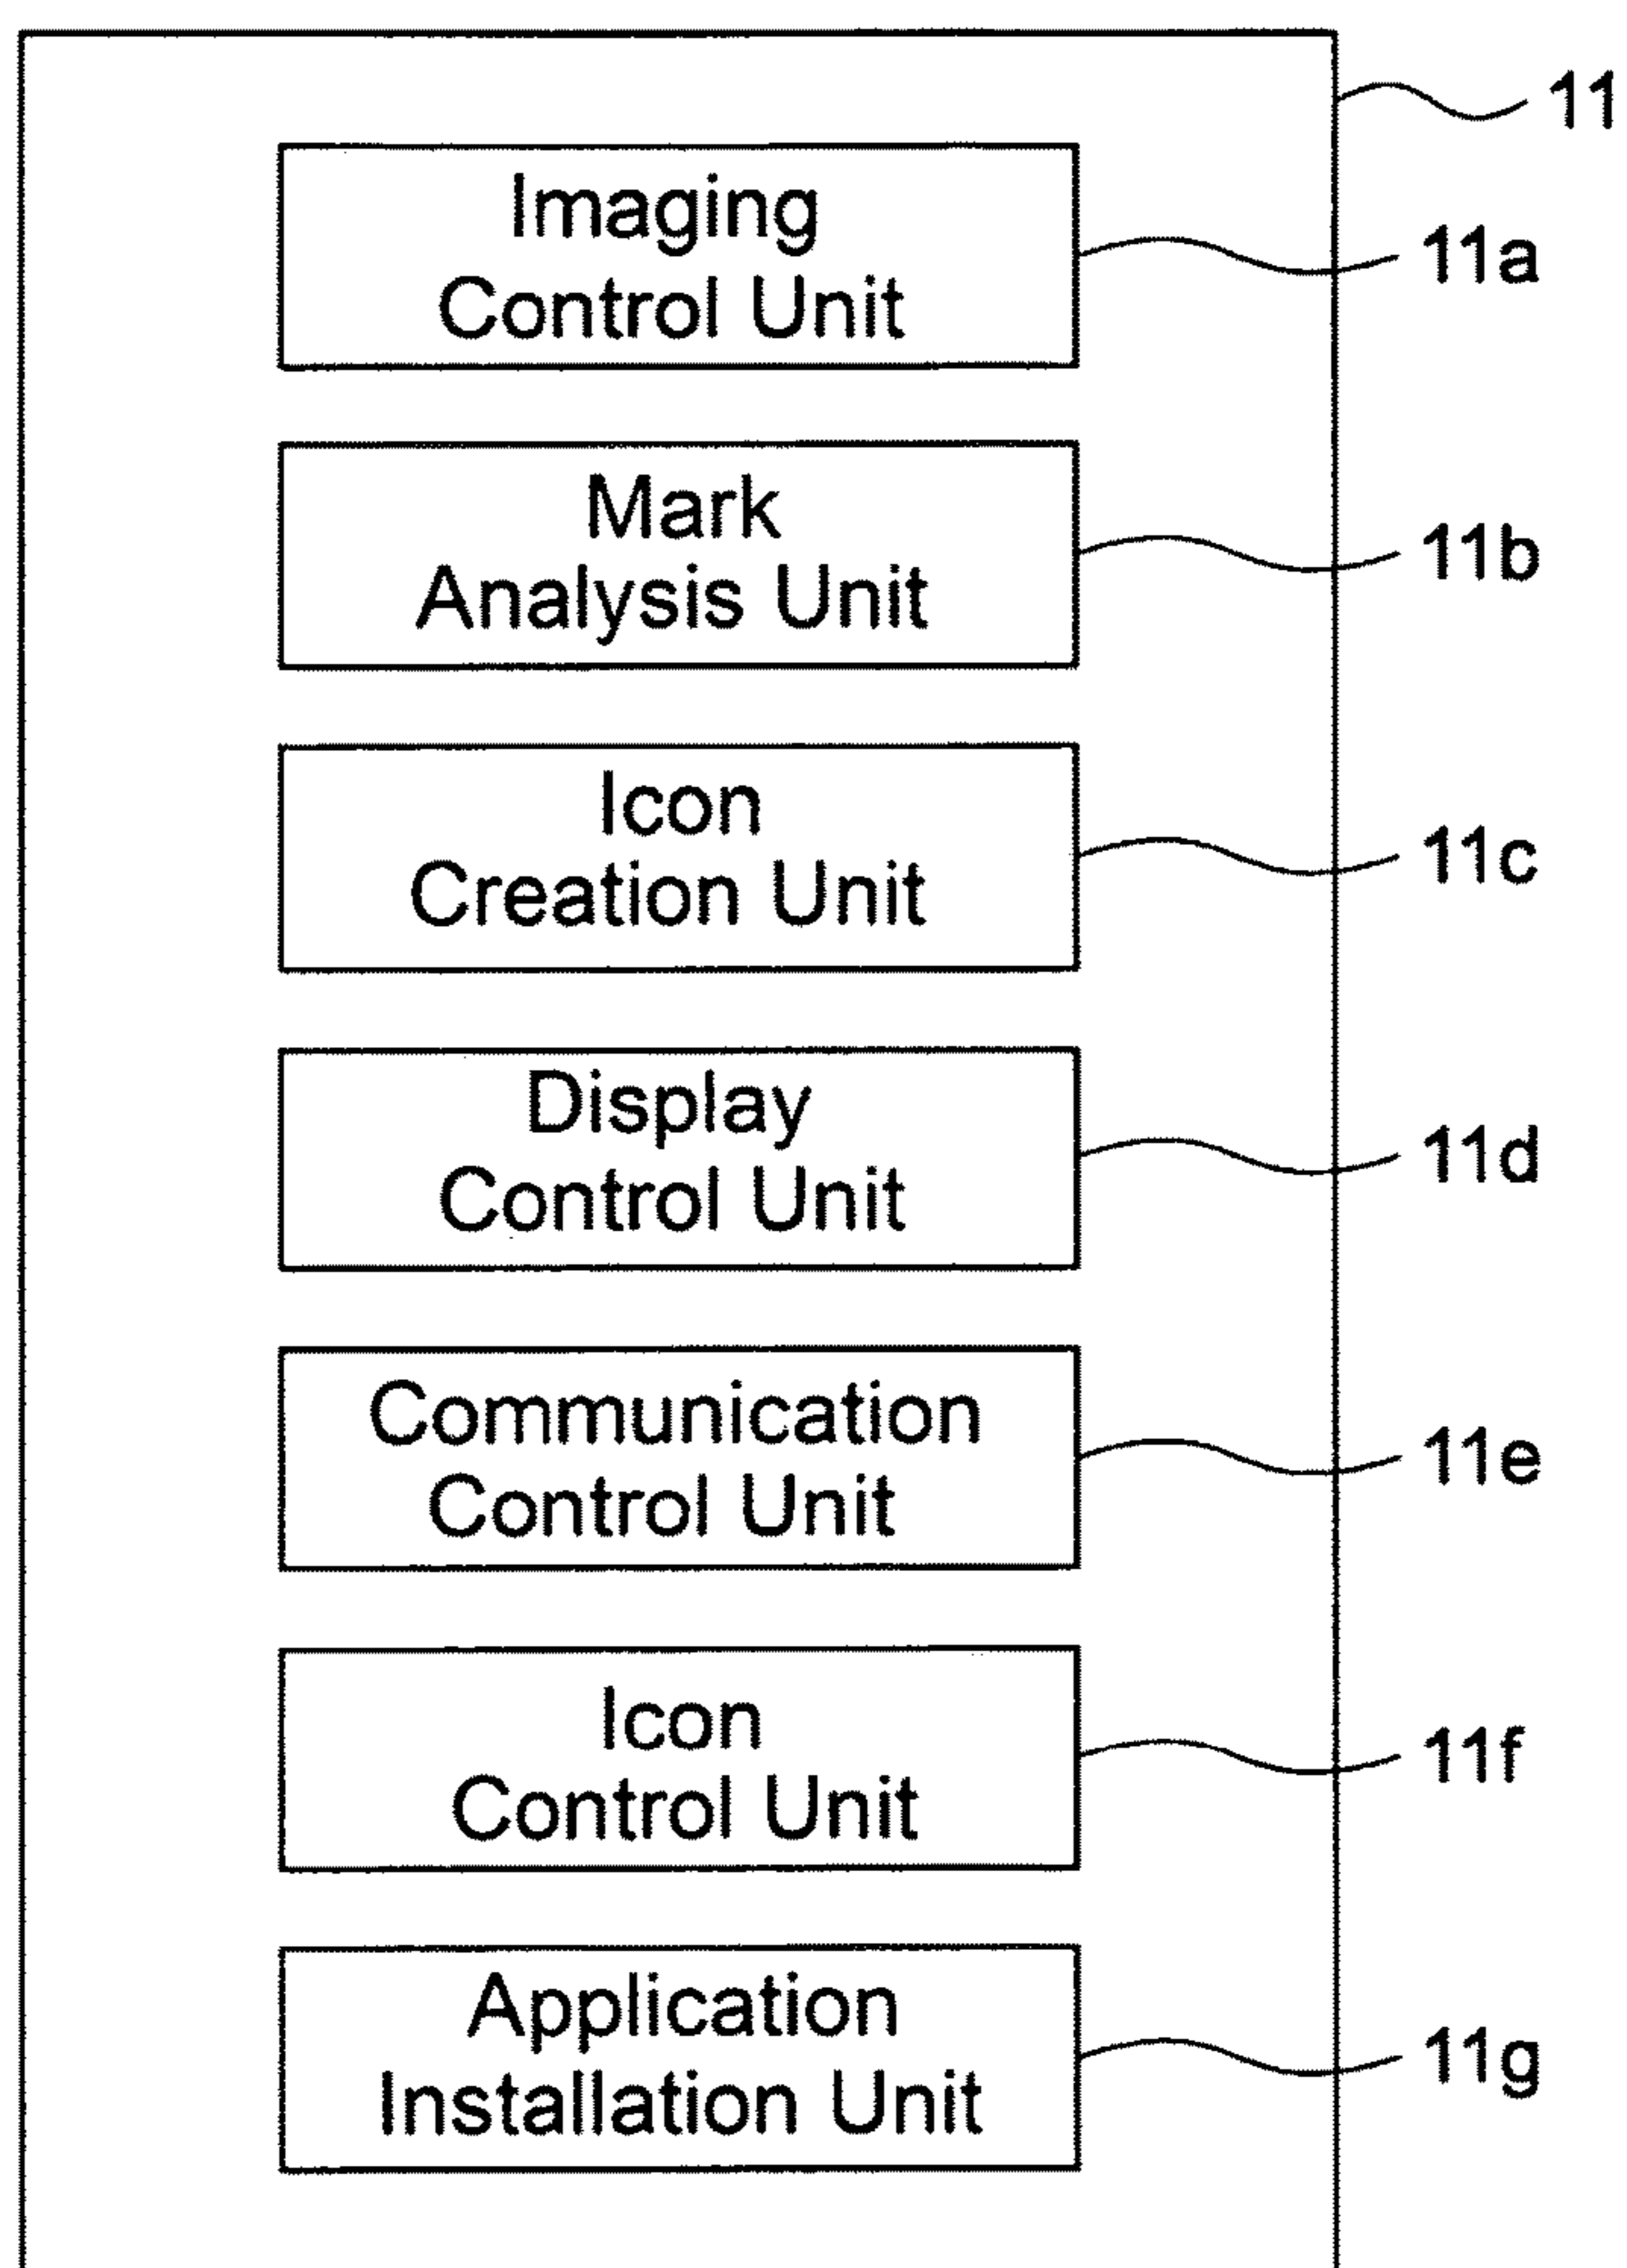 11
Imaging
Control Unit
11a
Mark
Analysis Unit
11b
Icon
Creation Unit
11c
Display
Control Unit
11d
Communication
Control Unit
11e
Icon
Control Unit
11f
Application
Installation Unit
11g